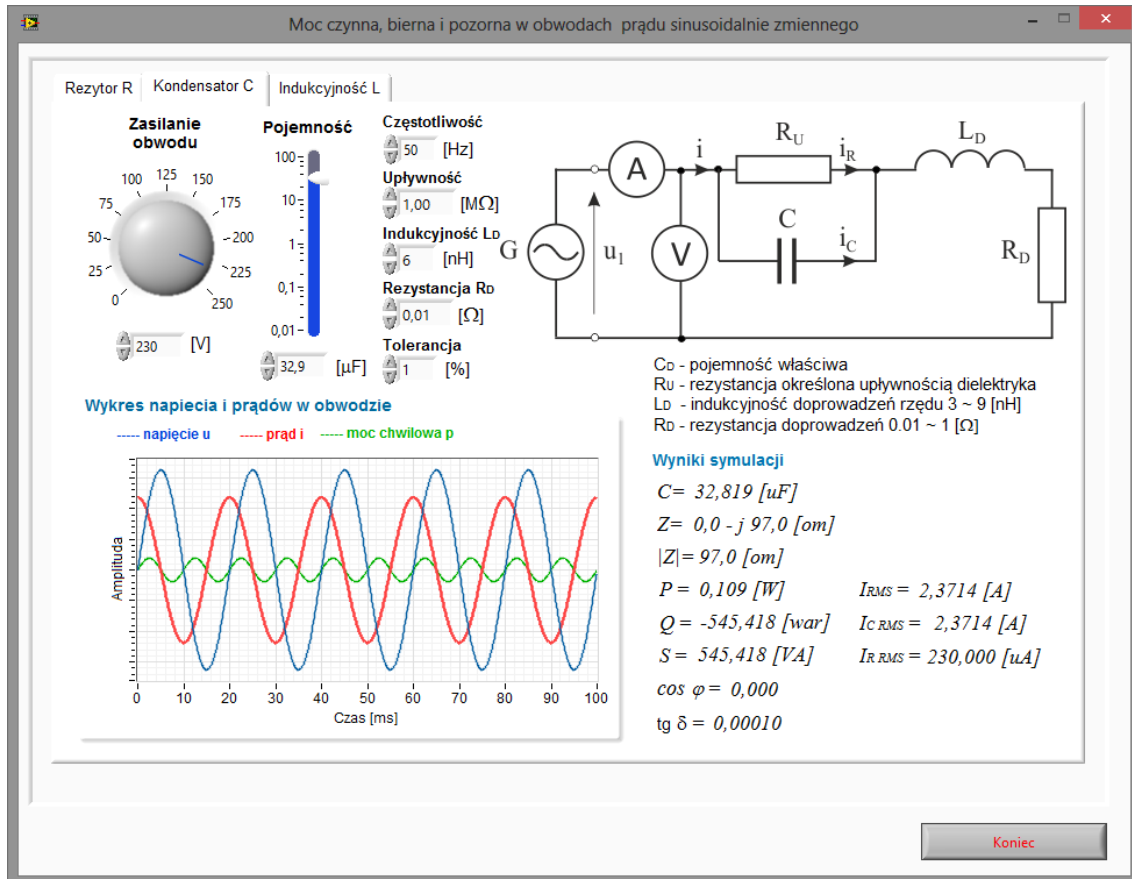 Moc czynna, bierna i pozorna w obwodach prądu sinusoidalnie zmiennego
Rezytor R
Kondensator C
Indukcyjność L
Zasilanie
obwodu
0
25
50
75
100
125
150
175
200
225
250
230 [V]
Pojemność
100
10
1
0,1
0,01
32,9 [µF]
Częstotliwość
50 [Hz]
Upływność
1,00 [MΩ]
Indukcyjność LD
6 [nH]
Rezystancja RD
0,01 [Ω]
Tolerancja
1 [%]
G
u1
A
V
i
RU
iR
C
iC
LD
RD
CD - pojemność właściwa
RU - rezystancja określona upływnością dielektryka
LD - indukcyjność doprowadzeń rzędu 3 ~ 9 [nH]
RD - rezystancja doprowadzeń 0.01 ~ 1 [Ω]
Wykres napiecia i prądów w obwodzie
----- napięcie u ----- prąd i ----- moc chwilowa p
Amplituda
0 10 20 30 40 50 60 70 80 90 100
Czas [ms]
Wyniki symulacji
C= 32,819 [uF]
Z= 0,0 - j 97,0 [om]
|Z|= 97,0 [om]
P = 0,109 [W] IRMS = 2,3714 [A]
Q = -545,418 [war] IC RMS = 2,3714 [A]
S = 545,418 [VA] IR RMS = 230,000 [uA]
cos φ = 0,000
tg δ = 0,00010
Koniec